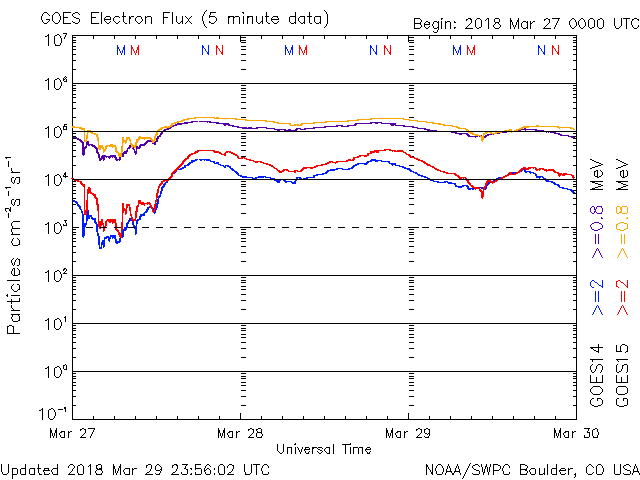 GOES Electron Flux (5 minute data)
Begin: 2018 Mar 27 0000 UTC
10⁷
M M N N M M N N M M N N
10⁶
10⁵
10⁴
10³
10²
10¹
10⁰
10⁻¹
Particles cm⁻²s⁻¹sr⁻¹
Mar 27 Mar 28 Mar 29 Mar 30
Universal Time
GOES14 >=2 >=0.8 MeV
GOES15 >=2 >=0.8 MeV
Updated 2018 Mar 29 23:56:02 UTC
NOAA/SWPC Boulder, CO USA